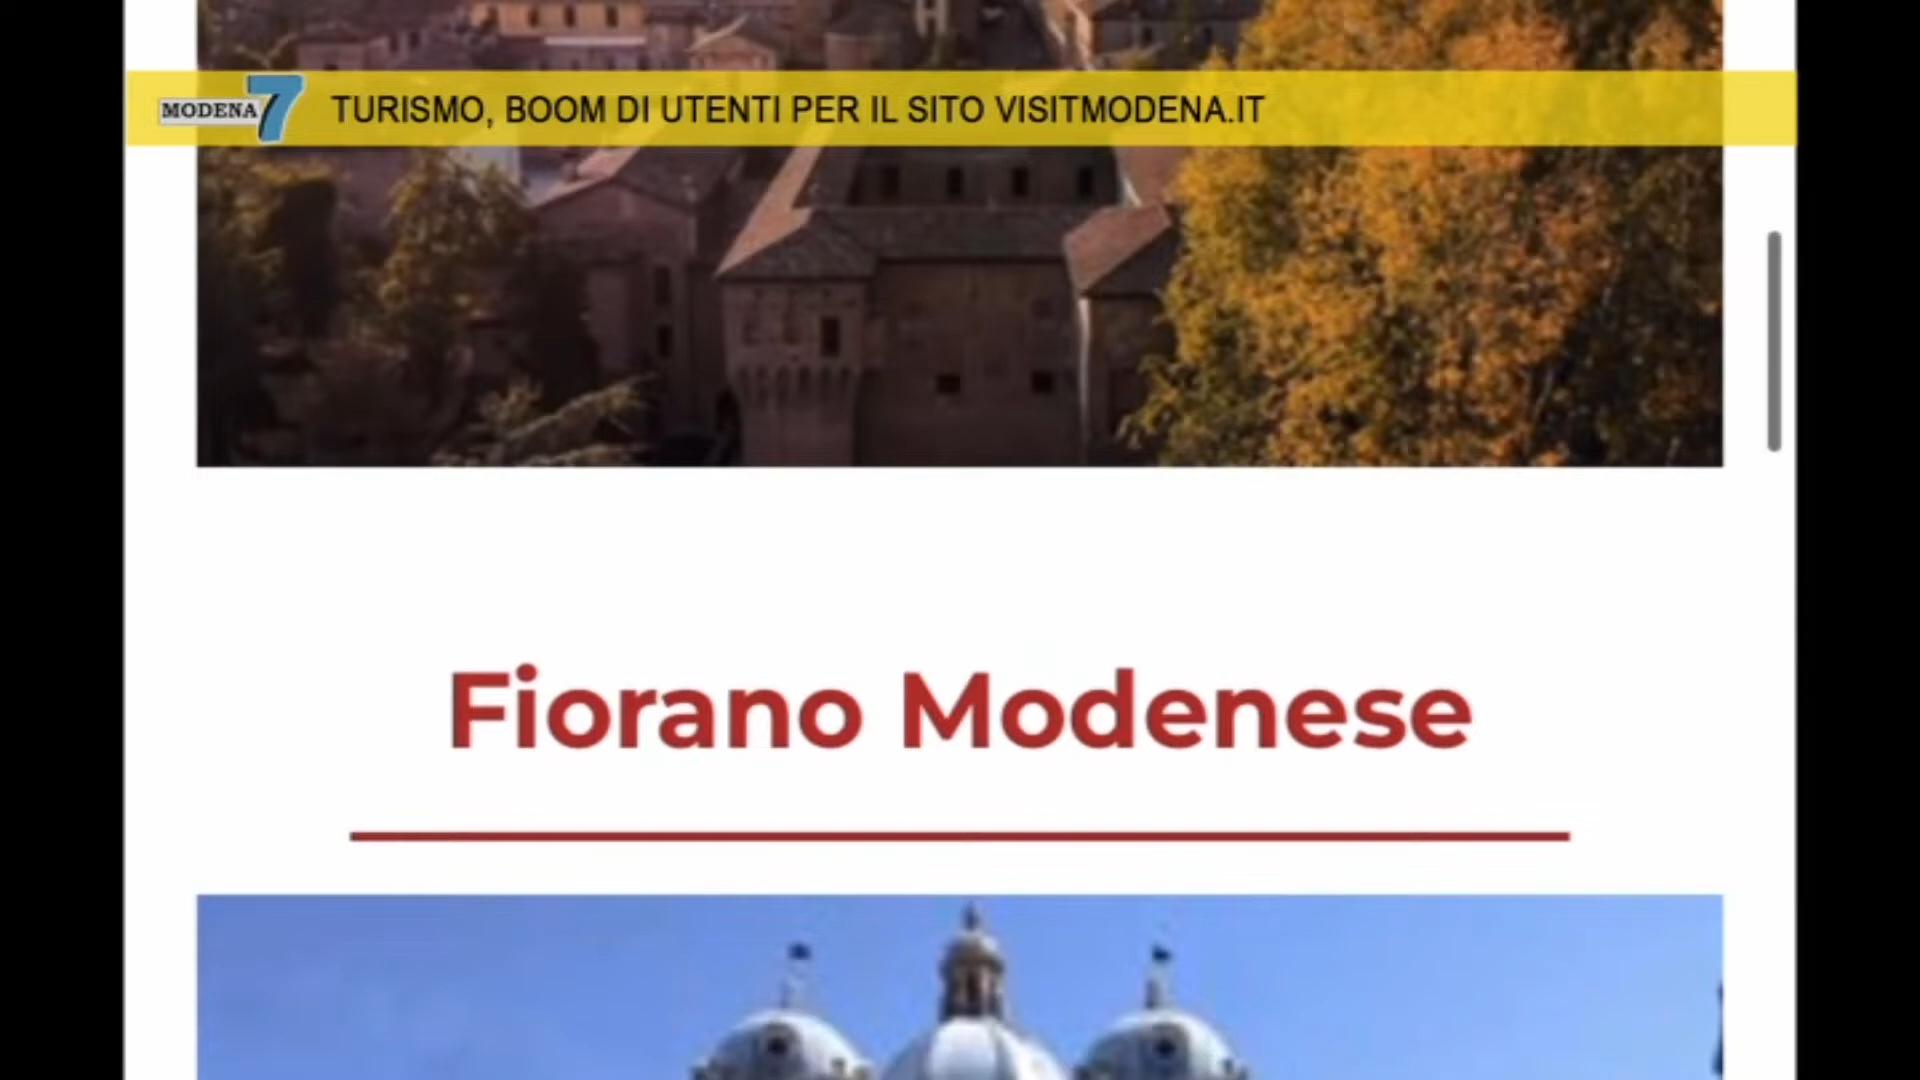 MODENA 7 TURISMO, BOOM DI UTENTI PER IL SITO VISITMODENA.IT
Fiorano Modenese